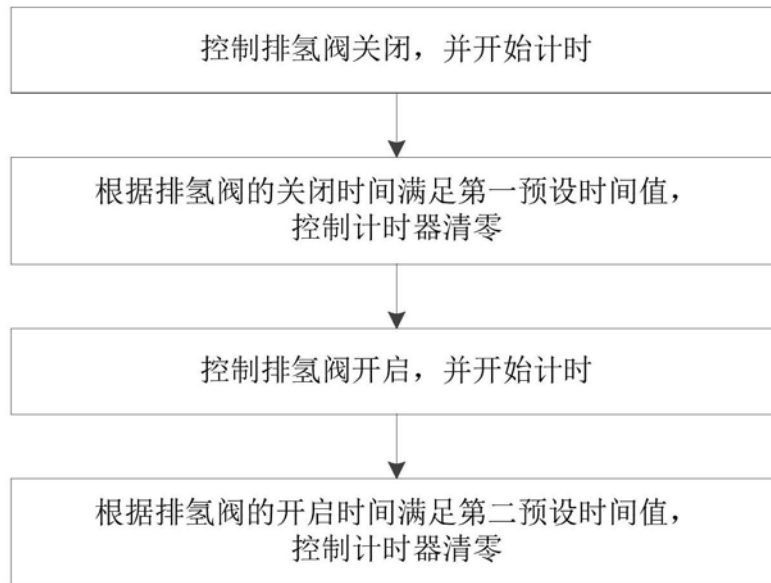 控制排氢阀关闭，并开始计时
根据排氢阀的关闭时间满足第一预设时间值，
控制计时器清零
控制排氢阀开启，并开始计时
根据排氢阀的开启时间满足第二预设时间值，
控制计时器清零